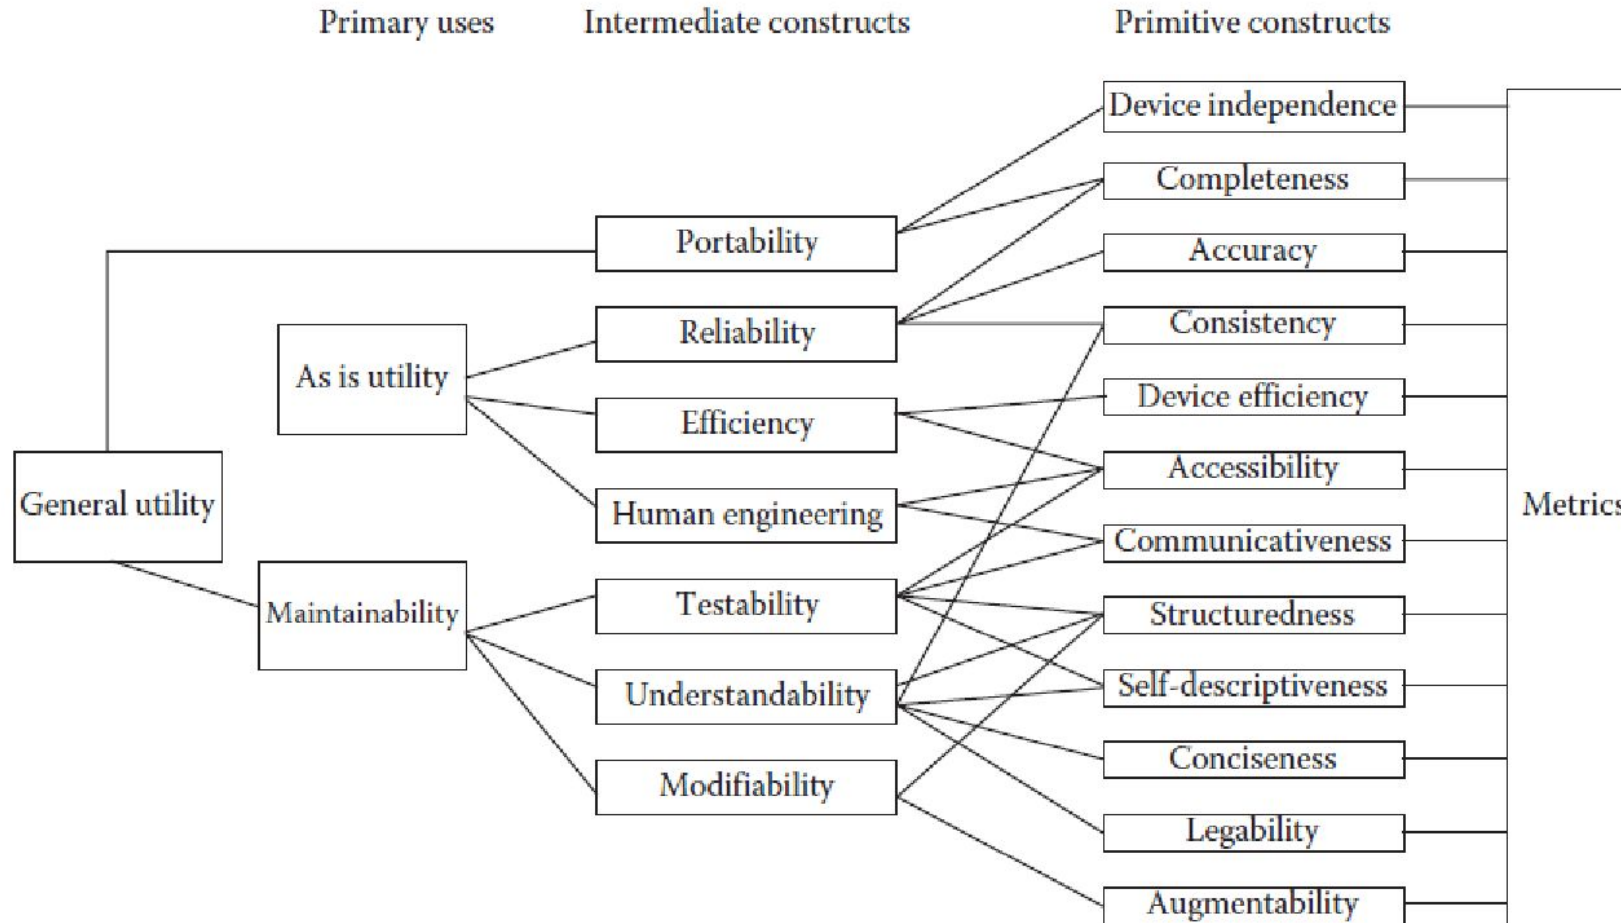 Primary uses
Intermediate constructs
Primitive constructs
Device independence
Completeness
Portability
Accuracy
Reliability
Consistency
As is utility
Efficiency
Device efficiency
Accessibility
General utility
Human engineering
Metrics
Communicativeness
Maintainability
Testability
Structuredness
Understandability
Self-descriptiveness
Conciseness
Modifiability
Legability
Augmentability